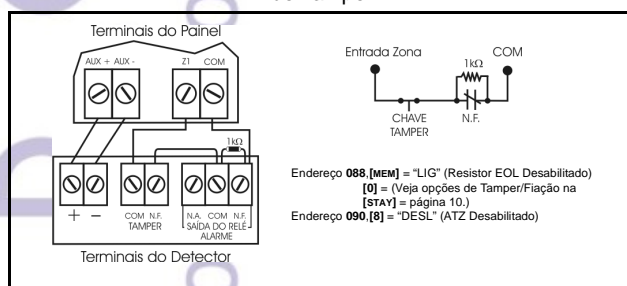 Terminais do Painel
AUX + AUX -
Z1 COM
1kΩ
+ -
COM N.F.
TAMPER
N.A. COM N.F.
SAÍDA DO RELÉ
ALARME
Terminais do Detector
Entrada Zona COM
1kΩ
CHAVE
TAMPER
N.F.
Endereço 088,[MEM] = “LIG” (Resistor EOL Desabilitado)
[0] = (Veja opções de Tamper/Fiação na
[STAY] = página 10.)
Endereço 090,[8] = “DESL” (ATZ Desabilitado)